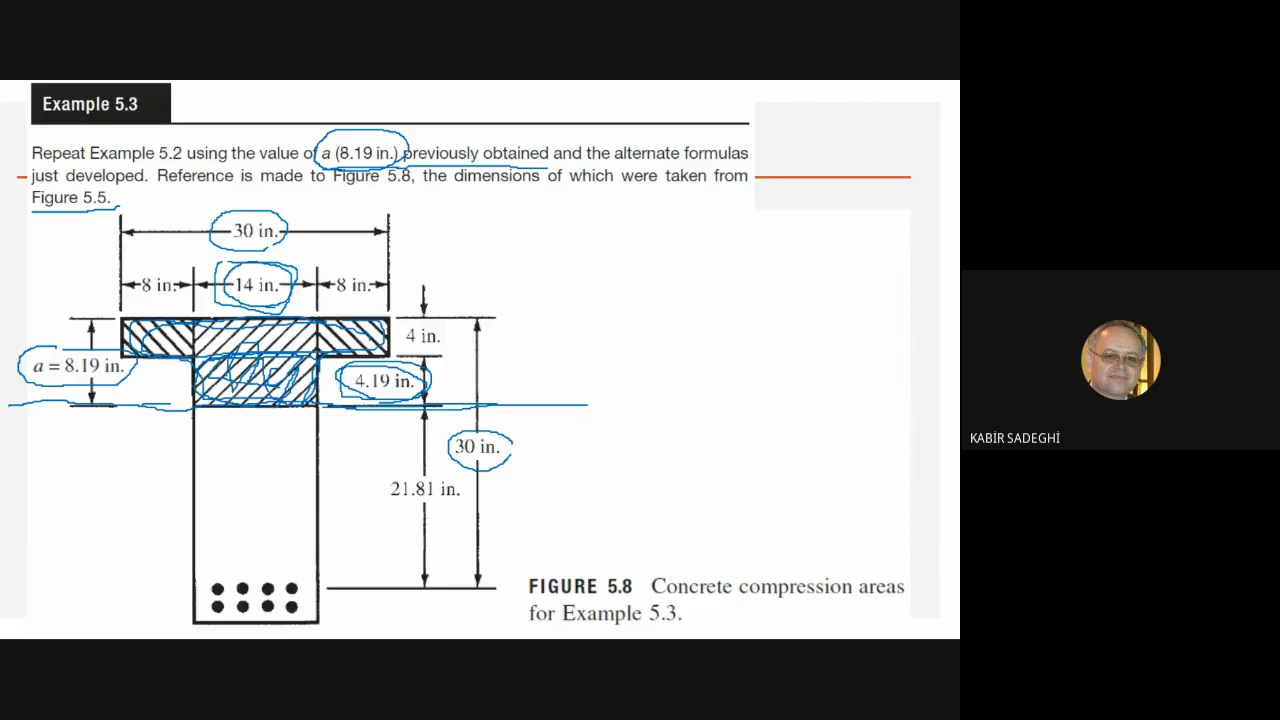 Example 5.3
Repeat Example 5.2 using the value of a (8.19 in.) previously obtained and the alternate formulas
just developed. Reference is made to Figure 5.8, the dimensions of which were taken from
Figure 5.5.
30 in.
8 in. 14 in. 8 in.
4 in.
a = 8.19 in.
4.19 in.
30 in.
KABİR SADEGHİ
21.81 in.
FIGURE 5.8 Concrete compression areas
for Example 5.3.